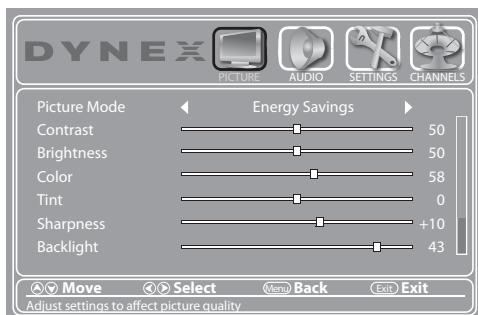 DYNEX
PICTURE AUDIO SETTINGS CHANNELS
Picture Mode Energy Savings
Contrast 50
Brightness 50
Color 58
Tint 0
Sharpness +10
Backlight 43
Move Select Menu Back Exit Exit
Adjust settings to affect picture quality